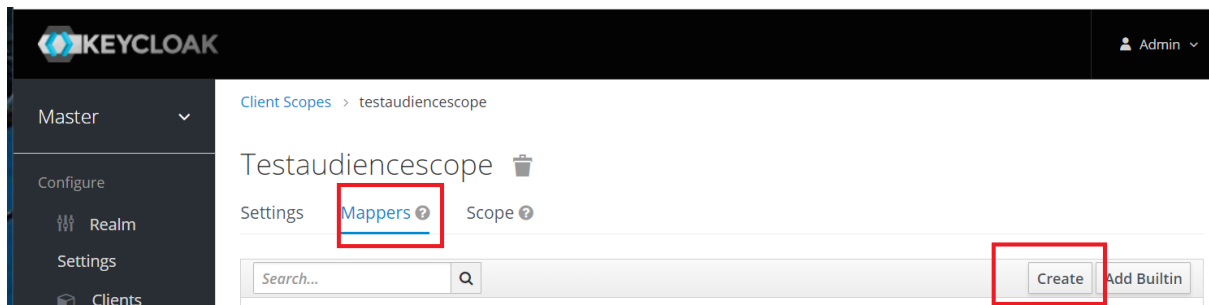 KEYCLOAK
Admin
Master
Client Scopes > testaudiencescope
Testaudiencescope
Configure
Settings Mappers Scope
Realm
Settings
Search...
Create Add Builtin
Clients